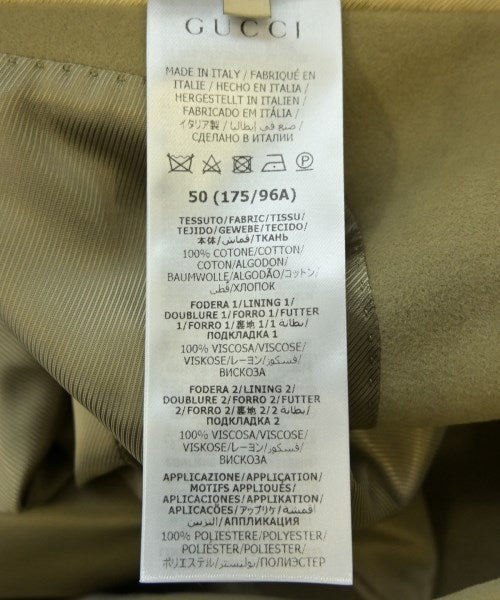 GUCCI
MADE IN ITALY / FABRIQUÉ EN
ITALIE / HECHO EN ITALIA /
HERGESTELLT IN ITALIEN /
FABRICADO EM ITÁLIA /
イタリア製 / صنع في إيطاليا /
СДЕЛАНО В ИТАЛИИ
50 (175/96A)
TESSUTO/FABRIC/TISSU/
TEJIDO/GEWEBE/TECIDO/
本体/قماش/ТКАНЬ
100% COTONE/COTTON/
COTON/ALGODON/
BAUMWOLLE/ALGODÃO/コットン/
قطن/ХЛОПОК
FODERA 1/LINING 1/
DOUBLURE 1/FORRO 1/FUTTER
1/FORRO 1/裏地 1/بطانة 1/
ПОДКЛАДКА 1
100% VISCOSA/VISCOSE/
VISKOSE/レーヨン/فسكوز/
ВИСКОЗА
FODERA 2/LINING 2/
DOUBLURE 2/FORRO 2/FUTTER
2/FORRO 2/裏地 2/بطانة 2/
ПОДКЛАДКА 2
100% VISCOSA/VISCOSE/
VISKOSE/レーヨン/فسكوز/
ВИСКОЗА
APPLICAZIONE/APPLICATION/
MOTIFS APPLIQUÉS/
APLICACIONES/APPLIKATION/
APLICACÕES/アップリケ/أقمشة
التزيين/АППЛИКАЦИЯ
100% POLIESTERE/POLYESTER/
POLIÉSTER/POLYESTER/
ポリエステル/بوليستر/ПОЛИЭСТЕР